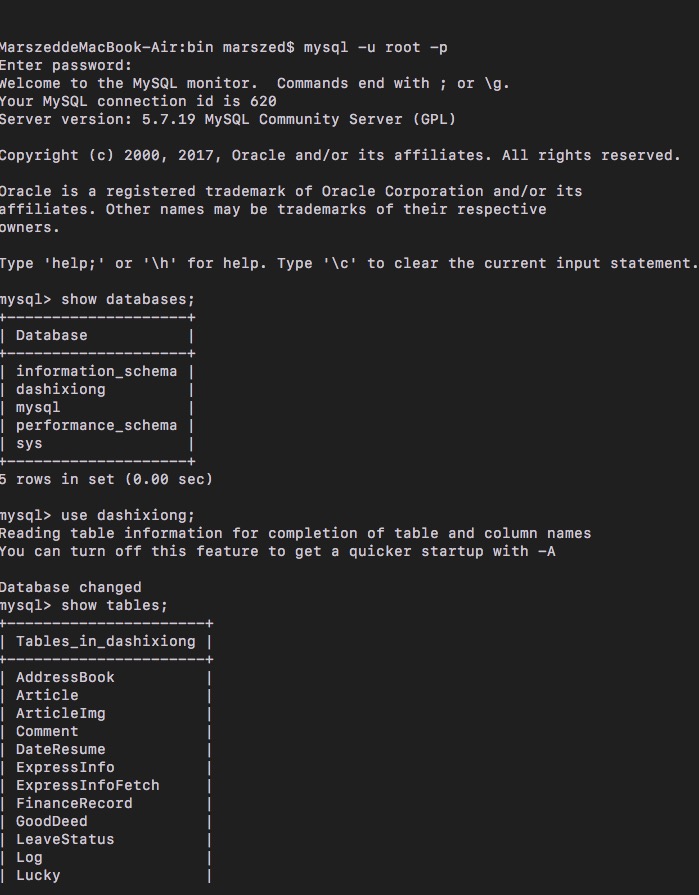 MarszeddeMacBook-Air:bin marszed$ mysql -u root -p
Enter password:
Welcome to the MySQL monitor.  Commands end with ; or \g.
Your MySQL connection id is 620
Server version: 5.7.19 MySQL Community Server (GPL)
Copyright (c) 2000, 2017, Oracle and/or its affiliates. All rights reserved.
Oracle is a registered trademark of Oracle Corporation and/or its
affiliates. Other names may be trademarks of their respective
owners.
Type 'help;' or '\h' for help. Type '\c' to clear the current input statement.
mysql> show databases;
+--------------------+
| Database           |
+--------------------+
| information_schema |
| dashixiong         |
| mysql              |
| performance_schema |
| sys                |
+--------------------+
5 rows in set (0.00 sec)
mysql> use dashixiong;
Reading table information for completion of table and column names
You can turn off this feature to get a quicker startup with -A
Database changed
mysql> show tables;
+----------------------+
| Tables_in_dashixiong |
+----------------------+
| AddressBook          |
| Article              |
| ArticleImg           |
| Comment              |
| DateResume           |
| ExpressInfo          |
| ExpressInfoFetch     |
| FinanceRecord        |
| GoodDeed             |
| LeaveStatus          |
| Log                  |
| Lucky                |